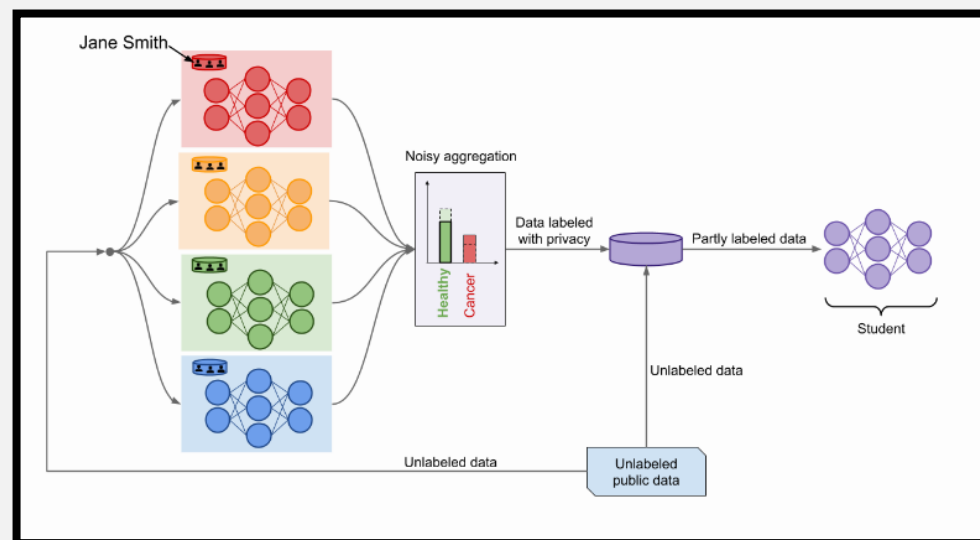 Jane Smith
Noisy aggregation
Healthy
Cancer
Data labeled
with privacy
Partly labeled data
Student
Unlabeled data
Unlabeled data
Unlabeled
public data